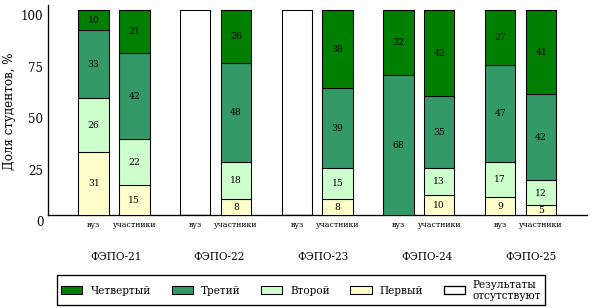 Доля студентов, %
100
75
50
25
0
10 33 26 31
21 42 22 15
26 48 18 8
38 39 15 8
32 68
42 35 13 10
27 47 17 9
41 42 12 5
вуз участники вуз участники вуз участники вуз участники вуз участники
ФЭПО-21 ФЭПО-22 ФЭПО-23 ФЭПО-24 ФЭПО-25
Четвертый Третий Второй Первый Результаты
отсутствуют